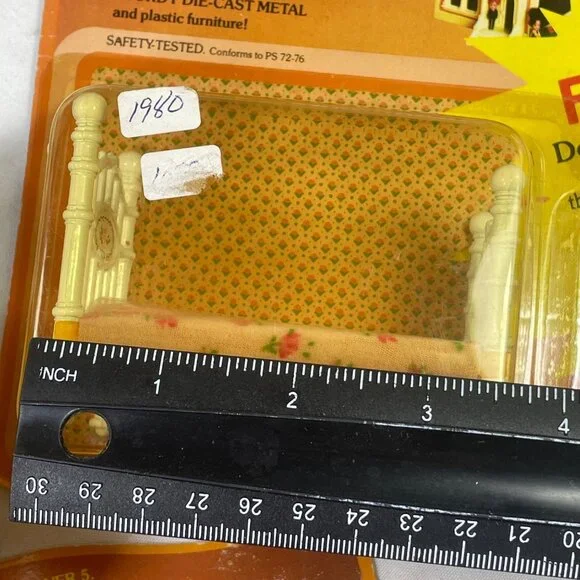 DIE-CAST METAL
and plastic furniture!
SAFETY-TESTED. Conforms to PS 72-76
1980
INCH 1 2 3 4
30 29 28 27 26 25 24 23 22 21 20